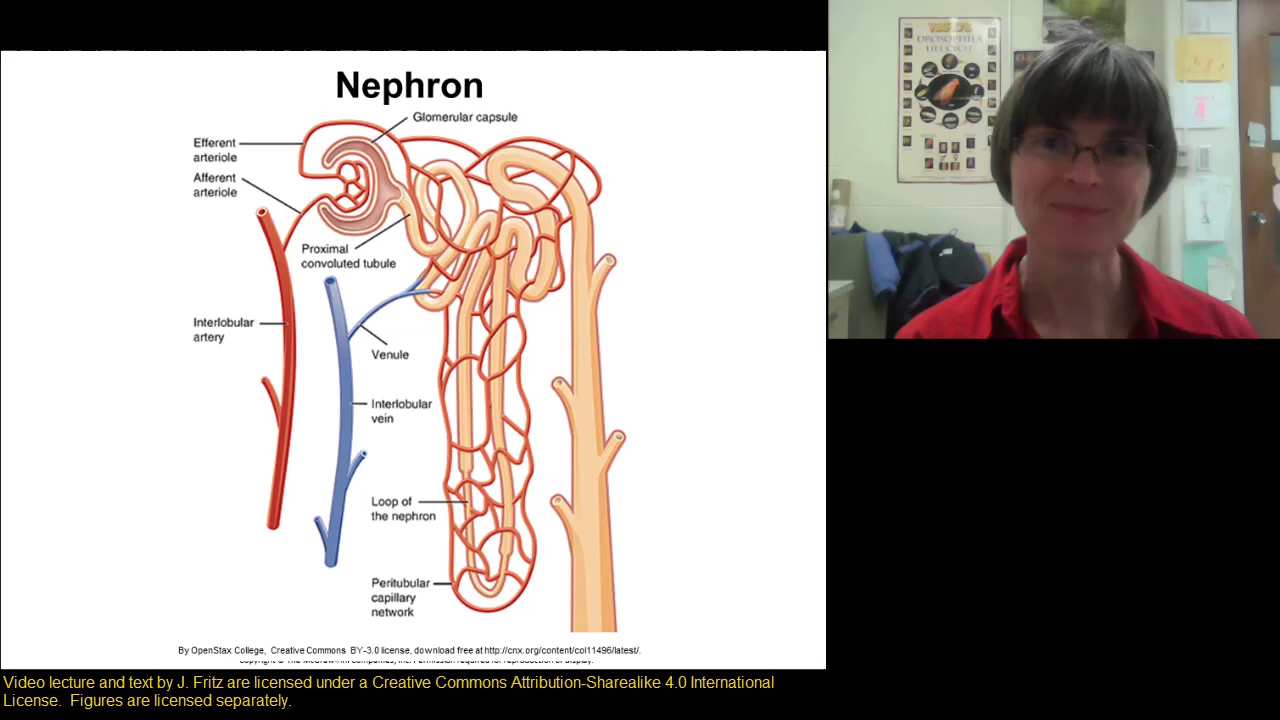 Nephron
Glomerular capsule
Efferent
arteriole
Afferent
arteriole
Proximal
convoluted tubule
Interlobular
artery
Venule
Interlobular
vein
Loop of
the nephron
Peritubular
capillary
network
By OpenStax College, Creative Commons BY-3.0 license, download free at http://cnx.org/content/col11496/latest/.
Video lecture and text by J. Fritz are licensed under a Creative Commons Attribution-Sharealike 4.0 International
License. Figures are licensed separately.
DROSOPHILA
LIFE CYCLE